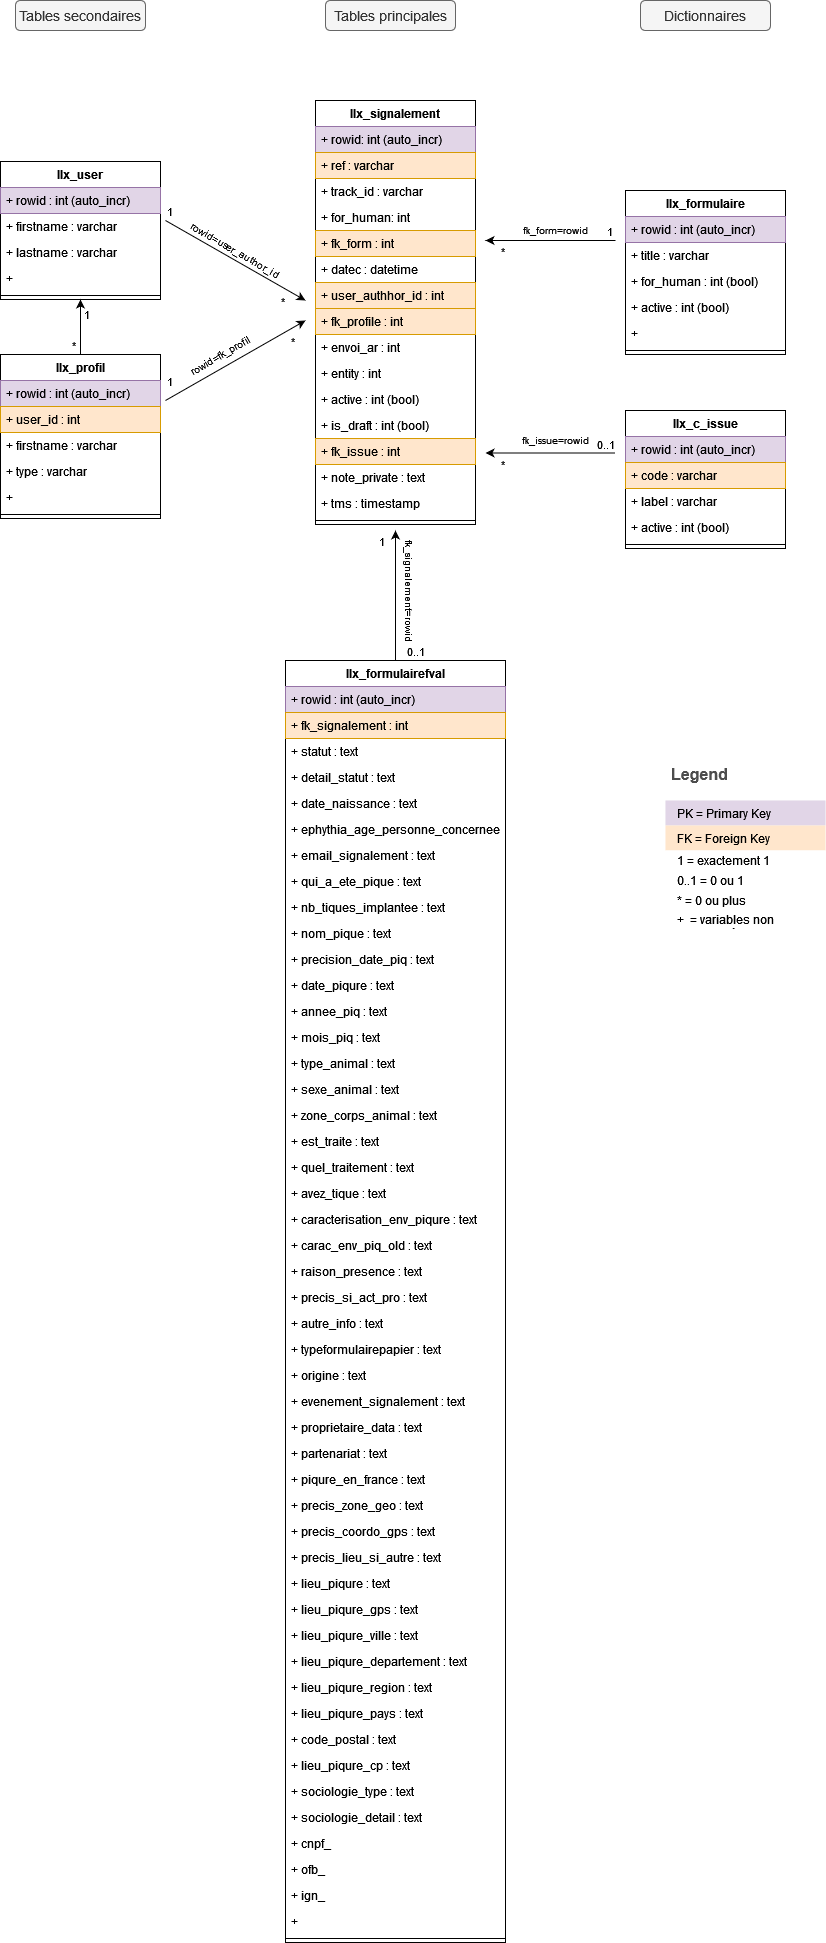 Tables secondaires
Tables principales
Dictionnaires
llx_user
+ rowid : int (auto_incr)
+ firstname : varchar
+ lastname : varchar
+
1
rowid=user_author_id
*
1
*
llx_profil
+ rowid : int (auto_incr)
+ user_id : int
+ firstname : varchar
+ type : varchar
+
1
rowid=fk_profil
*
llx_signalement
+ rowid: int (auto_incr)
+ ref : varchar
+ track_id : varchar
+ for_human: int
+ fk_form : int
+ datec : datetime
+ user_authhor_id : int
+ fk_profile : int
+ envoi_ar : int
+ entity : int
+ active : int (bool)
+ is_draft : int (bool)
+ fk_issue : int
+ note_private : text
+ tms : timestamp
fk_form=rowid
1
*
llx_formulaire
+ rowid : int (auto_incr)
+ title : varchar
+ for_human : int (bool)
+ active : int (bool)
+
fk_issue=rowid
0..1
*
llx_c_issue
+ rowid : int (auto_incr)
+ code : varchar
+ label : varchar
+ active : int (bool)
1
fk_signalement=rowid
0..1
llx_formulairefval
+ rowid : int (auto_incr)
+ fk_signalement : int
+ statut : text
+ detail_statut : text
+ date_naissance : text
+ ephythia_age_personne_concernee
+ email_signalement : text
+ qui_a_ete_pique : text
+ nb_tiques_implantee : text
+ nom_pique : text
+ precision_date_piq : text
+ date_piqure : text
+ annee_piq : text
+ mois_piq : text
+ type_animal : text
+ sexe_animal : text
+ zone_corps_animal : text
+ est_traite : text
+ quel_traitement : text
+ avez_tique : text
+ caracterisation_env_piqure : text
+ carac_env_piq_old : text
+ raison_presence : text
+ precis_si_act_pro : text
+ autre_info : text
+ typeformulairepapier : text
+ origine : text
+ evenement_signalement : text
+ proprietaire_data : text
+ partenariat : text
+ piqure_en_france : text
+ precis_zone_geo : text
+ precis_coordo_gps : text
+ precis_lieu_si_autre : text
+ lieu_piqure : text
+ lieu_piqure_gps : text
+ lieu_piqure_ville : text
+ lieu_piqure_departement : text
+ lieu_piqure_region : text
+ lieu_piqure_pays : text
+ code_postal : text
+ lieu_piqure_cp : text
+ sociologie_type : text
+ sociologie_detail : text
+ cnpf_
+ ofb_
+ ign_
+
Legend
PK = Primary Key
FK = Foreign Key
1 = exactement 1
0..1 = 0 ou 1
* = 0 ou plus
+ = variables non